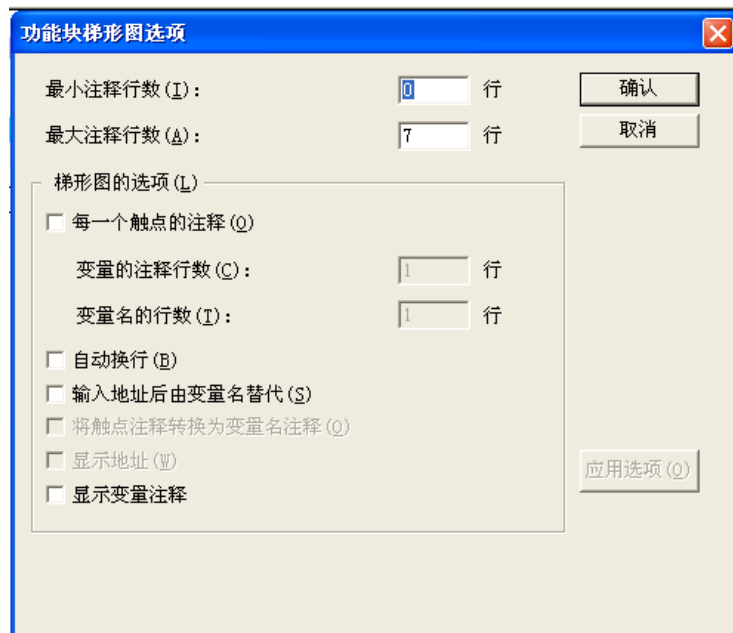 功能块梯形图选项
最小注释行数(I): 0 行 确认
最大注释行数(A): 7 行 取消
梯形图的选项(L)
每一个触点的注释(O)
变量的注释行数(C): 1 行
变量名的行数(T): 1 行
自动换行(B)
输入地址后由变量名替代(S)
将触点注释转换为变量名注释(O)
显示地址(W)
应用选项(O)
显示变量注释